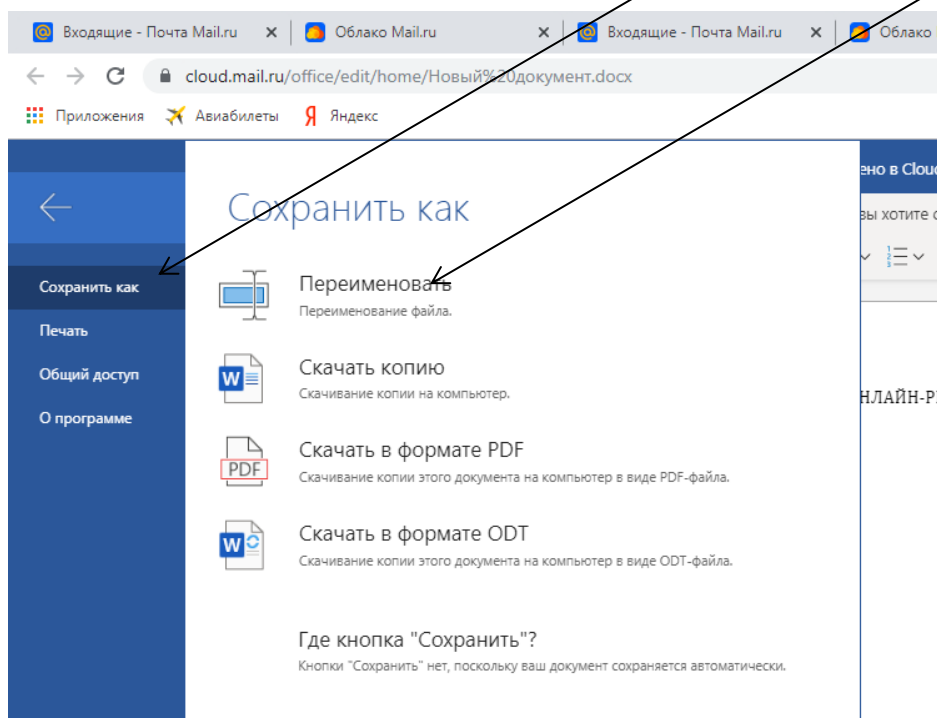 Входящие - Почта Mail.ru
Облако Mail.ru
Входящие - Почта Mail.ru
Облако
cloud.mail.ru/office/edit/home/Новый%20документ.docx
Приложения
Авиабилеты
Яндекс
ено в Cloud
Сохранить как
вы хотите с
Сохранить как
Переименовать
Переименование файла.
Печать
Скачать копию
Общий доступ
Скачивание копии на компьютер.
О программе
НЛАЙН-Р
PDF
Скачать в формате PDF
Скачивание копии этого документа на компьютер в виде PDF-файла.
Скачать в формате ODT
Скачивание копии этого документа на компьютер в виде ODT-файла.
Где кнопка "Сохранить"?
Кнопки "Сохранить" нет, поскольку ваш документ сохраняется автоматически.